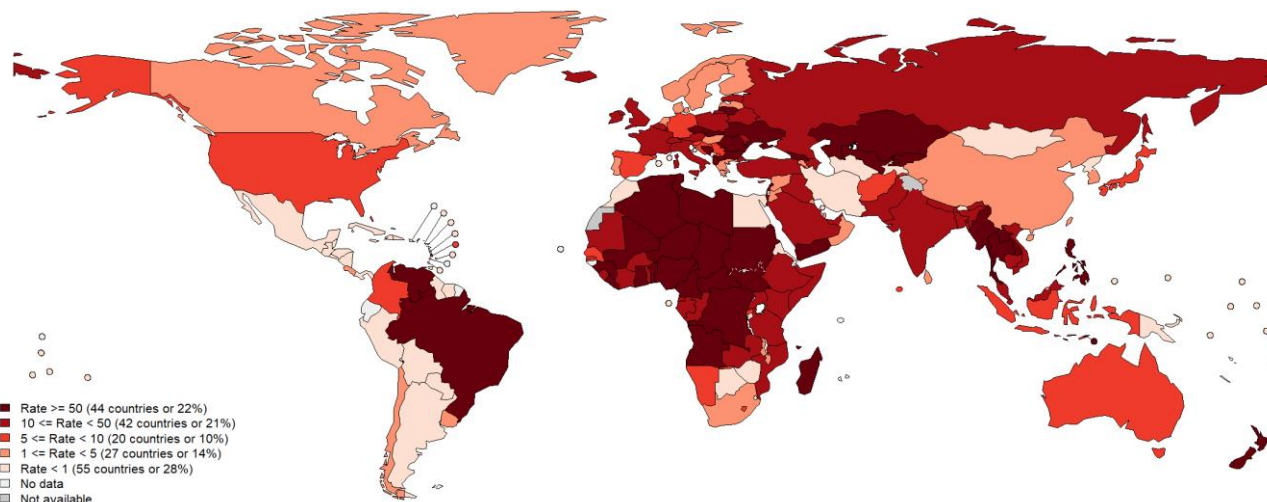 Rate >= 50 (44 countries or 22%)
10 <= Rate < 50 (42 countries or 21%)
5 <= Rate < 10 (20 countries or 10%)
1 <= Rate < 5 (27 countries or 14%)
Rate < 1 (55 countries or 28%)
No data
Not available